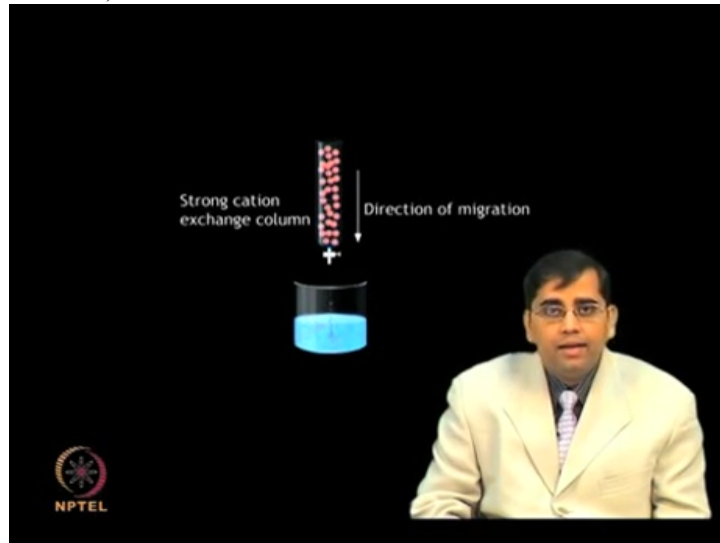 Strong cation
exchange column
Direction of migration
NPTEL